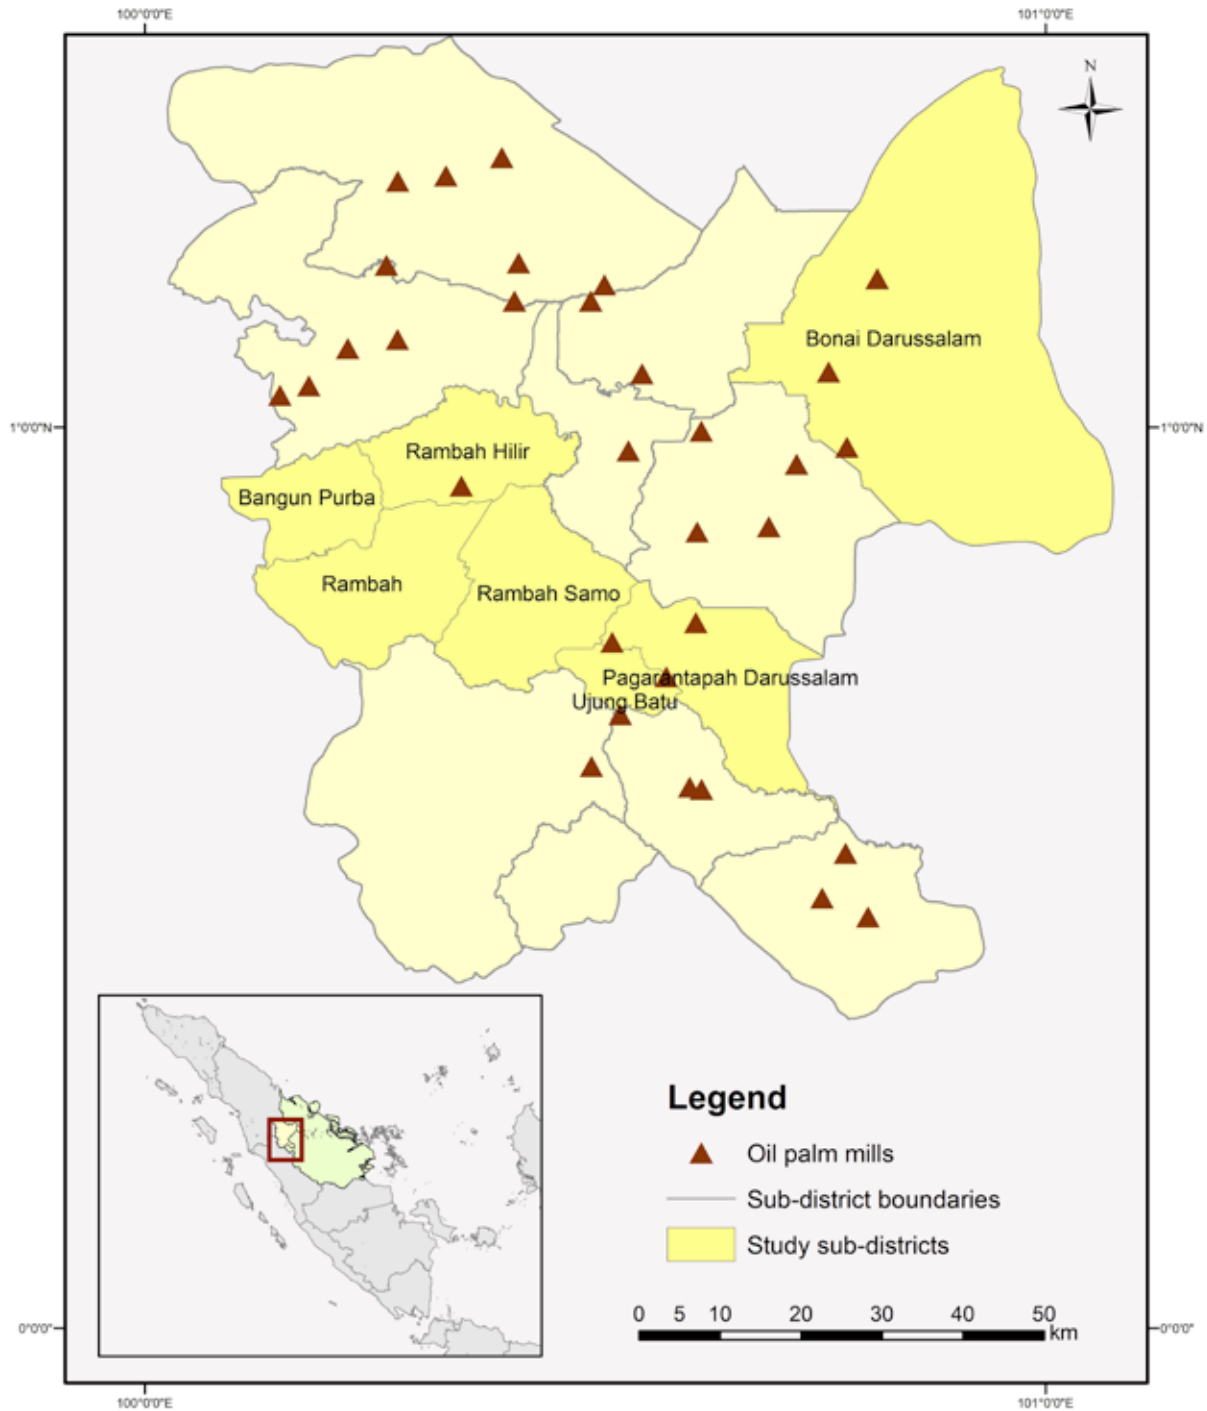 100°0'0"E 101°0'0"E
N
Bonai Darussalam
1°0'0"N 1°0'0"N
Rambah Hilir
Bangun Purba
Rambah
Rambah Samo
Pagarantapah Darussalam
Ujung Batu
Legend
Oil palm mills
Sub-district boundaries
Study sub-districts
0 5 10 20 30 40 50
km
0°0'0" 0°0'0"
100°0'0"E 101°0'0"E